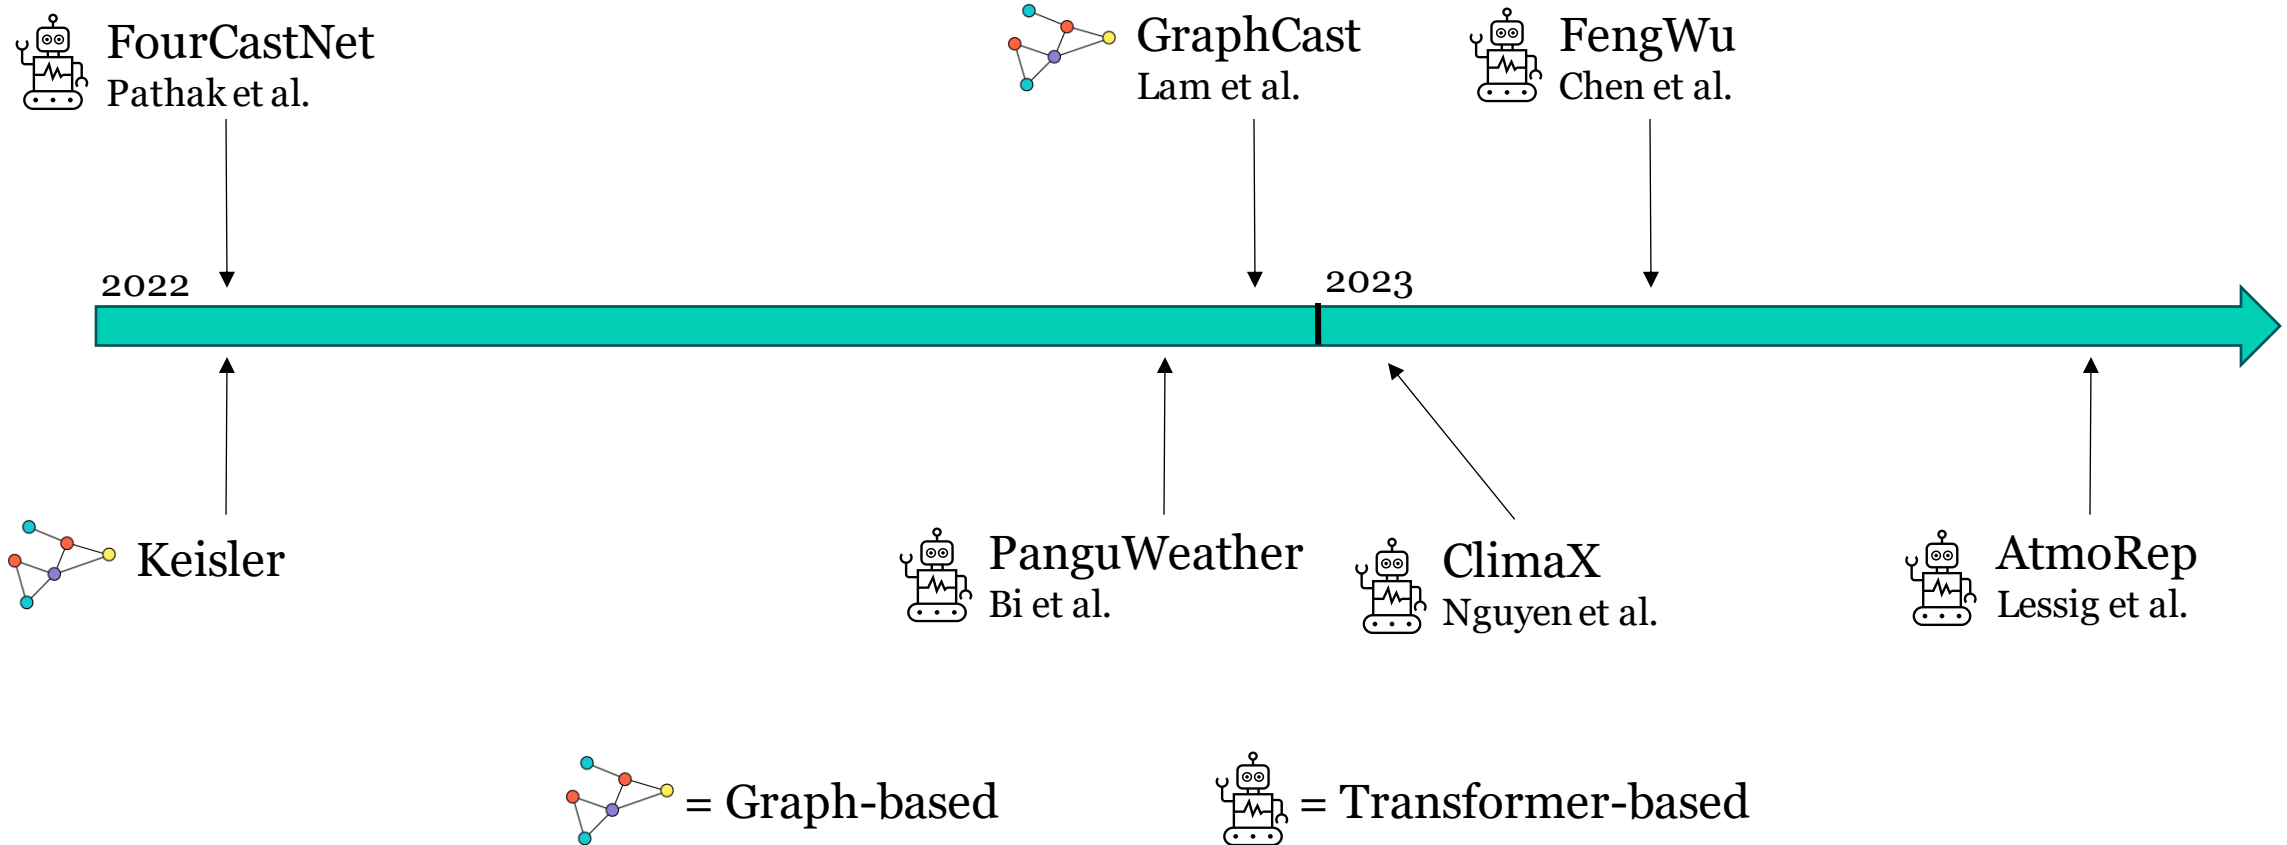 FourCastNet
Pathak et al.
GraphCast
Lam et al.
FengWu
Chen et al.
2022
2023
Keisler
PanguWeather
Bi et al.
ClimaX
Nguyen et al.
AtmoRep
Lessig et al.
= Graph-based
= Transformer-based